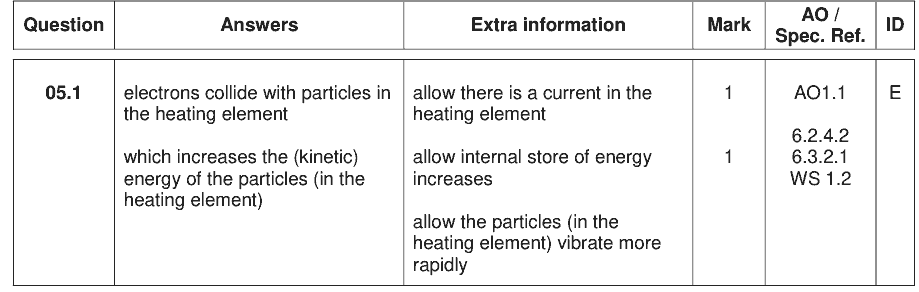 Question Answers Extra information Mark AO / Spec. Ref. ID
05.1 electrons collide with particles in the heating element
allow there is a current in the heating element
1 AO1.1 E
6.2.4.2
which increases the (kinetic) energy of the particles (in the heating element)
allow internal store of energy increases
1 6.3.2.1
WS 1.2
allow the particles (in the heating element) vibrate more rapidly